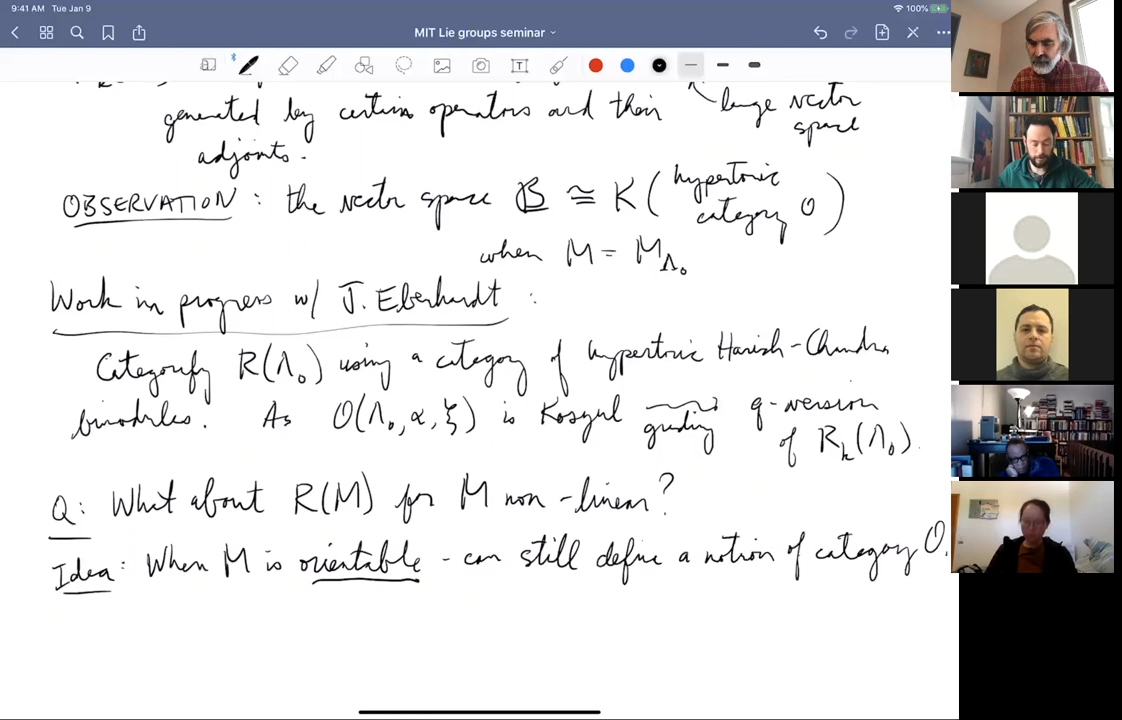 9:41 AM Tue Jan 9
100%
MIT Lie groups seminar
generated by certain operators and their
large vector
space
adjoints.
OBSERVATION : the vector space B ≅ K ( hypertoric category O )
when M = M_Λ₀
Work in progress w/ J. Eberhardt :
Categorify R(Λ₀) using a category of hypertoric Harish-Chandra
bimodules. As O(Λ₀, α, ξ) is Koszul grading q-version
of R_k(Λ₀).
Q: What about R(M) for M non-linear?
Idea: When M is orientable - can still define a notion of category O.